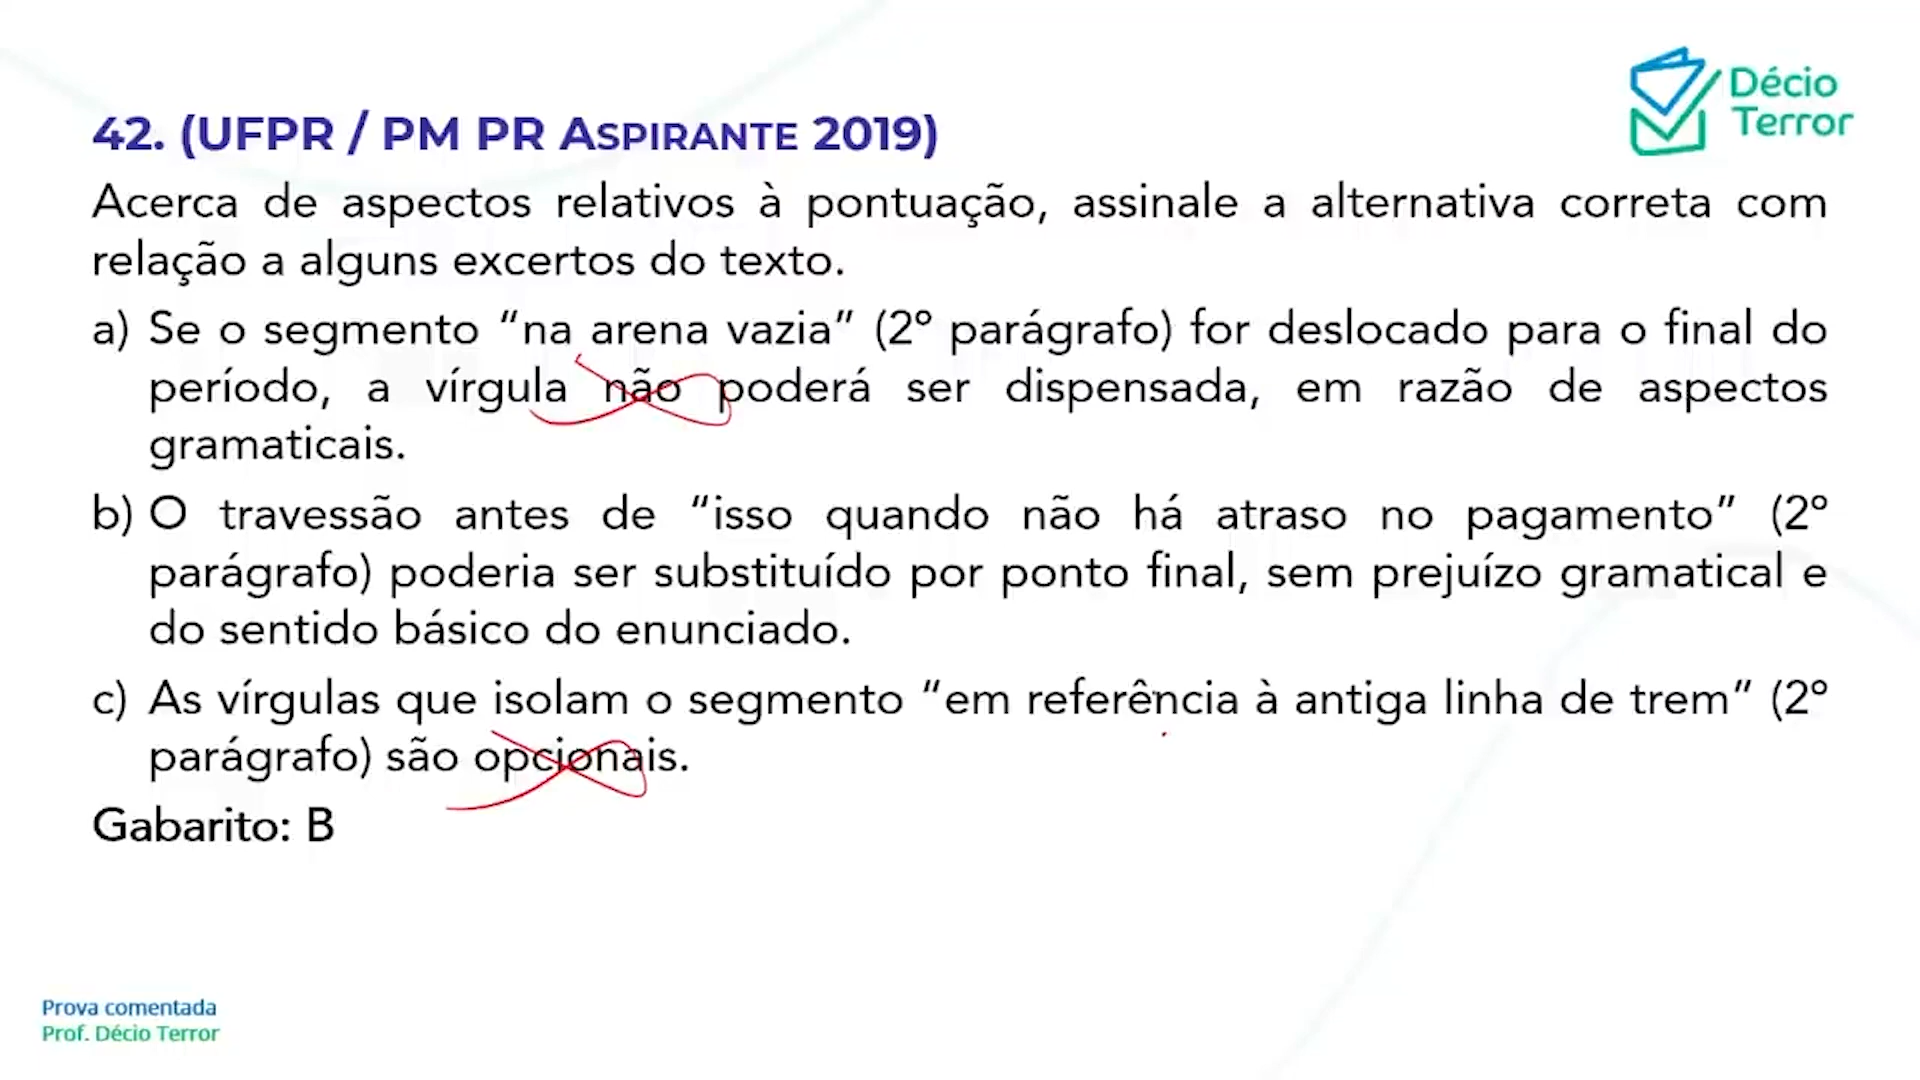 Décio
Terror
42. (UFPR / PM PR ASPIRANTE 2019)
Acerca de aspectos relativos à pontuação, assinale a alternativa correta com
relação a alguns excertos do texto.
a) Se o segmento “na arena vazia” (2º parágrafo) for deslocado para o final do
período, a vírgula não poderá ser dispensada, em razão de aspectos
gramaticais.
b) O travessão antes de “isso quando não há atraso no pagamento” (2º
parágrafo) poderia ser substituído por ponto final, sem prejuízo gramatical e
do sentido básico do enunciado.
c) As vírgulas que isolam o segmento “em referência à antiga linha de trem” (2º
parágrafo) são opcionais.
Gabarito: B
Prova comentada
Prof. Décio Terror